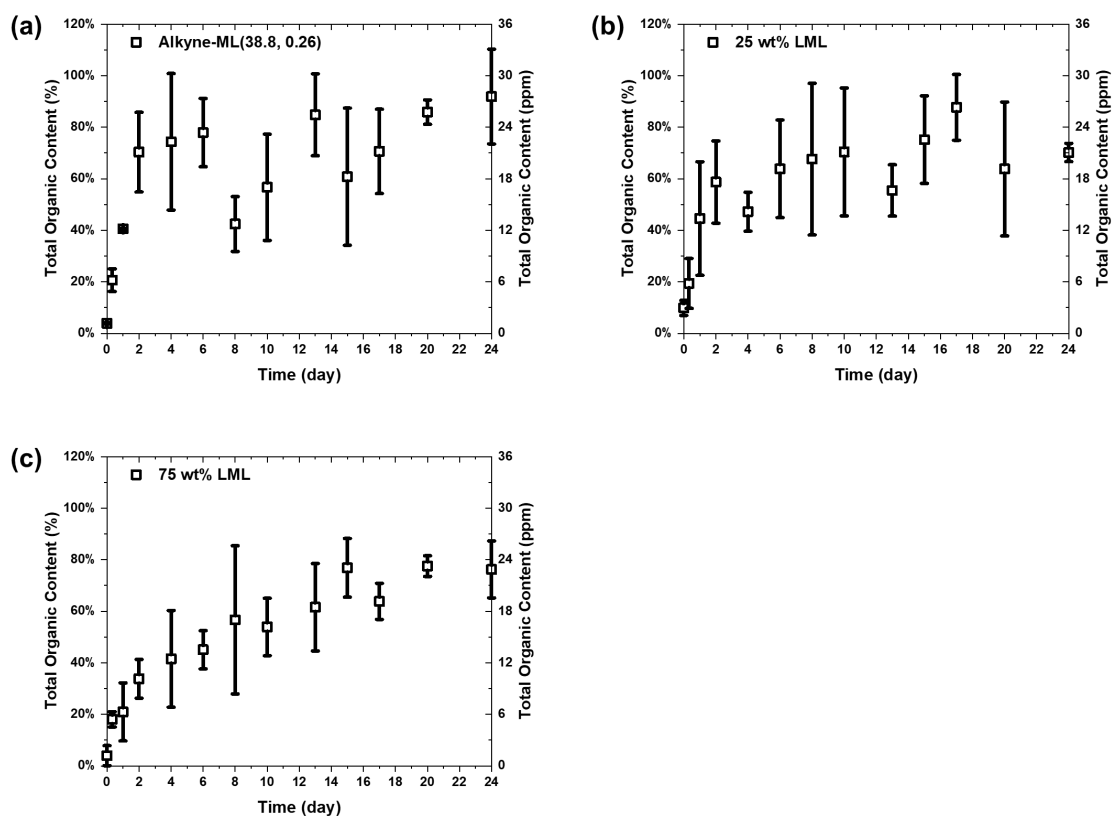 (a)
Alkyne-ML(38.8, 0.26)
Total Organic Content (%)
120%
100%
80%
60%
40%
20%
0%
Total Organic Content (ppm)
36
30
24
18
12
6
0
0 2 4 6 8 10 12 14 16 18 20 22 24
Time (day)
(b)
25 wt% LML
Total Organic Content (%)
120%
100%
80%
60%
40%
20%
0%
Total Organic Content (ppm)
36
30
24
18
12
6
0
0 2 4 6 8 10 12 14 16 18 20 22 24
Time (day)
(c)
75 wt% LML
Total Organic Content (%)
120%
100%
80%
60%
40%
20%
0%
Total Organic Content (ppm)
36
30
24
18
12
6
0
0 2 4 6 8 10 12 14 16 18 20 22 24
Time (day)